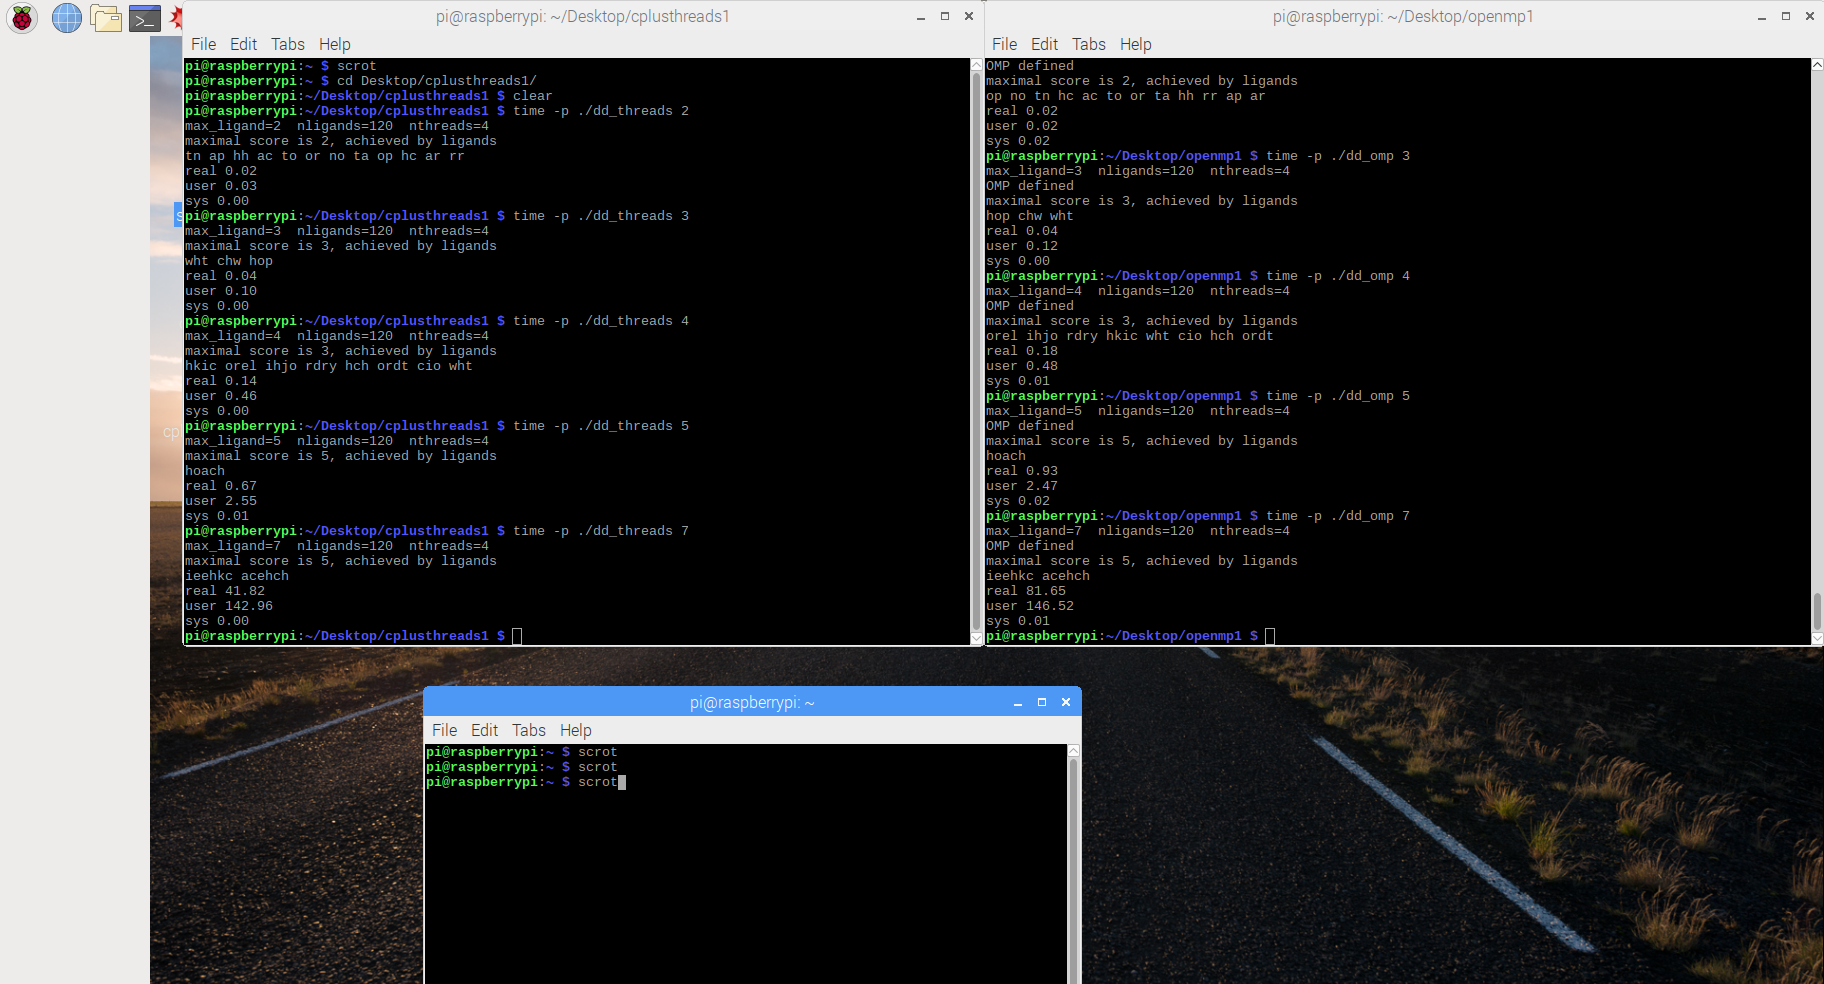 pi@raspberrypi: ~/Desktop/cplusthreads1
File Edit Tabs Help
pi@raspberrypi:~ $ scrot
pi@raspberrypi:~ $ cd Desktop/cplusthreads1/
pi@raspberrypi:~/Desktop/cplusthreads1 $ clear
pi@raspberrypi:~/Desktop/cplusthreads1 $ time -p ./dd_threads 2
max_ligand=2  nligands=120  nthreads=4
maximal score is 2, achieved by ligands
tn ap hh ac to or no ta op hc ar rr
real 0.02
user 0.03
sys 0.00
pi@raspberrypi:~/Desktop/cplusthreads1 $ time -p ./dd_threads 3
max_ligand=3  nligands=120  nthreads=4
maximal score is 3, achieved by ligands
wht chw hop
real 0.04
user 0.10
sys 0.00
pi@raspberrypi:~/Desktop/cplusthreads1 $ time -p ./dd_threads 4
max_ligand=4  nligands=120  nthreads=4
maximal score is 3, achieved by ligands
hkic orel ihjo rdry hch ordt cio wht
real 0.14
user 0.46
sys 0.00
pi@raspberrypi:~/Desktop/cplusthreads1 $ time -p ./dd_threads 5
max_ligand=5  nligands=120  nthreads=4
maximal score is 5, achieved by ligands
hoach
real 0.67
user 2.55
sys 0.01
pi@raspberrypi:~/Desktop/cplusthreads1 $ time -p ./dd_threads 7
max_ligand=7  nligands=120  nthreads=4
maximal score is 5, achieved by ligands
ieehkc acehch
real 41.82
user 142.96
sys 0.00
pi@raspberrypi:~/Desktop/cplusthreads1 $
pi@raspberrypi: ~/Desktop/openmp1
File Edit Tabs Help
OMP defined
maximal score is 2, achieved by ligands
op no tn hc ac to or ta hh rr ap ar
real 0.02
user 0.02
sys 0.02
pi@raspberrypi:~/Desktop/openmp1 $ time -p ./dd_omp 3
max_ligand=3  nligands=120  nthreads=4
OMP defined
maximal score is 3, achieved by ligands
hop chw wht
real 0.04
user 0.12
sys 0.00
pi@raspberrypi:~/Desktop/openmp1 $ time -p ./dd_omp 4
max_ligand=4  nligands=120  nthreads=4
OMP defined
maximal score is 3, achieved by ligands
orel ihjo rdry hkic wht cio hch ordt
real 0.18
user 0.48
sys 0.01
pi@raspberrypi:~/Desktop/openmp1 $ time -p ./dd_omp 5
max_ligand=5  nligands=120  nthreads=4
OMP defined
maximal score is 5, achieved by ligands
hoach
real 0.93
user 2.47
sys 0.02
pi@raspberrypi:~/Desktop/openmp1 $ time -p ./dd_omp 7
max_ligand=7  nligands=120  nthreads=4
OMP defined
maximal score is 5, achieved by ligands
ieehkc acehch
real 81.65
user 146.52
sys 0.01
pi@raspberrypi:~/Desktop/openmp1 $
s
cp
pi@raspberrypi: ~
File Edit Tabs Help
pi@raspberrypi:~ $ scrot
pi@raspberrypi:~ $ scrot
pi@raspberrypi:~ $ scrot